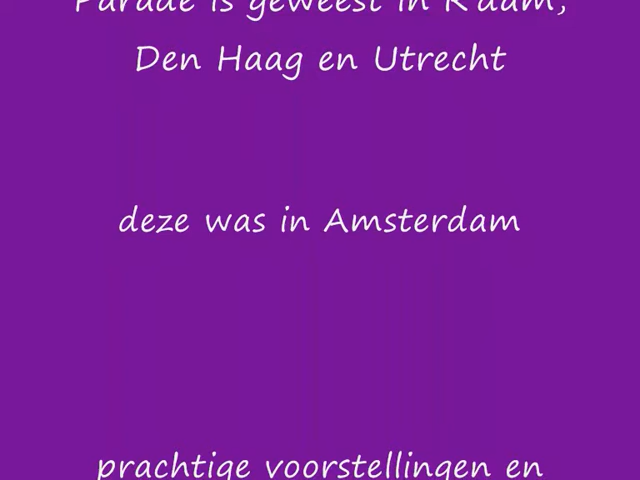 Parade is geweest in R'dam,
Den Haag en Utrecht
deze was in Amsterdam
prachtige voorstellingen en